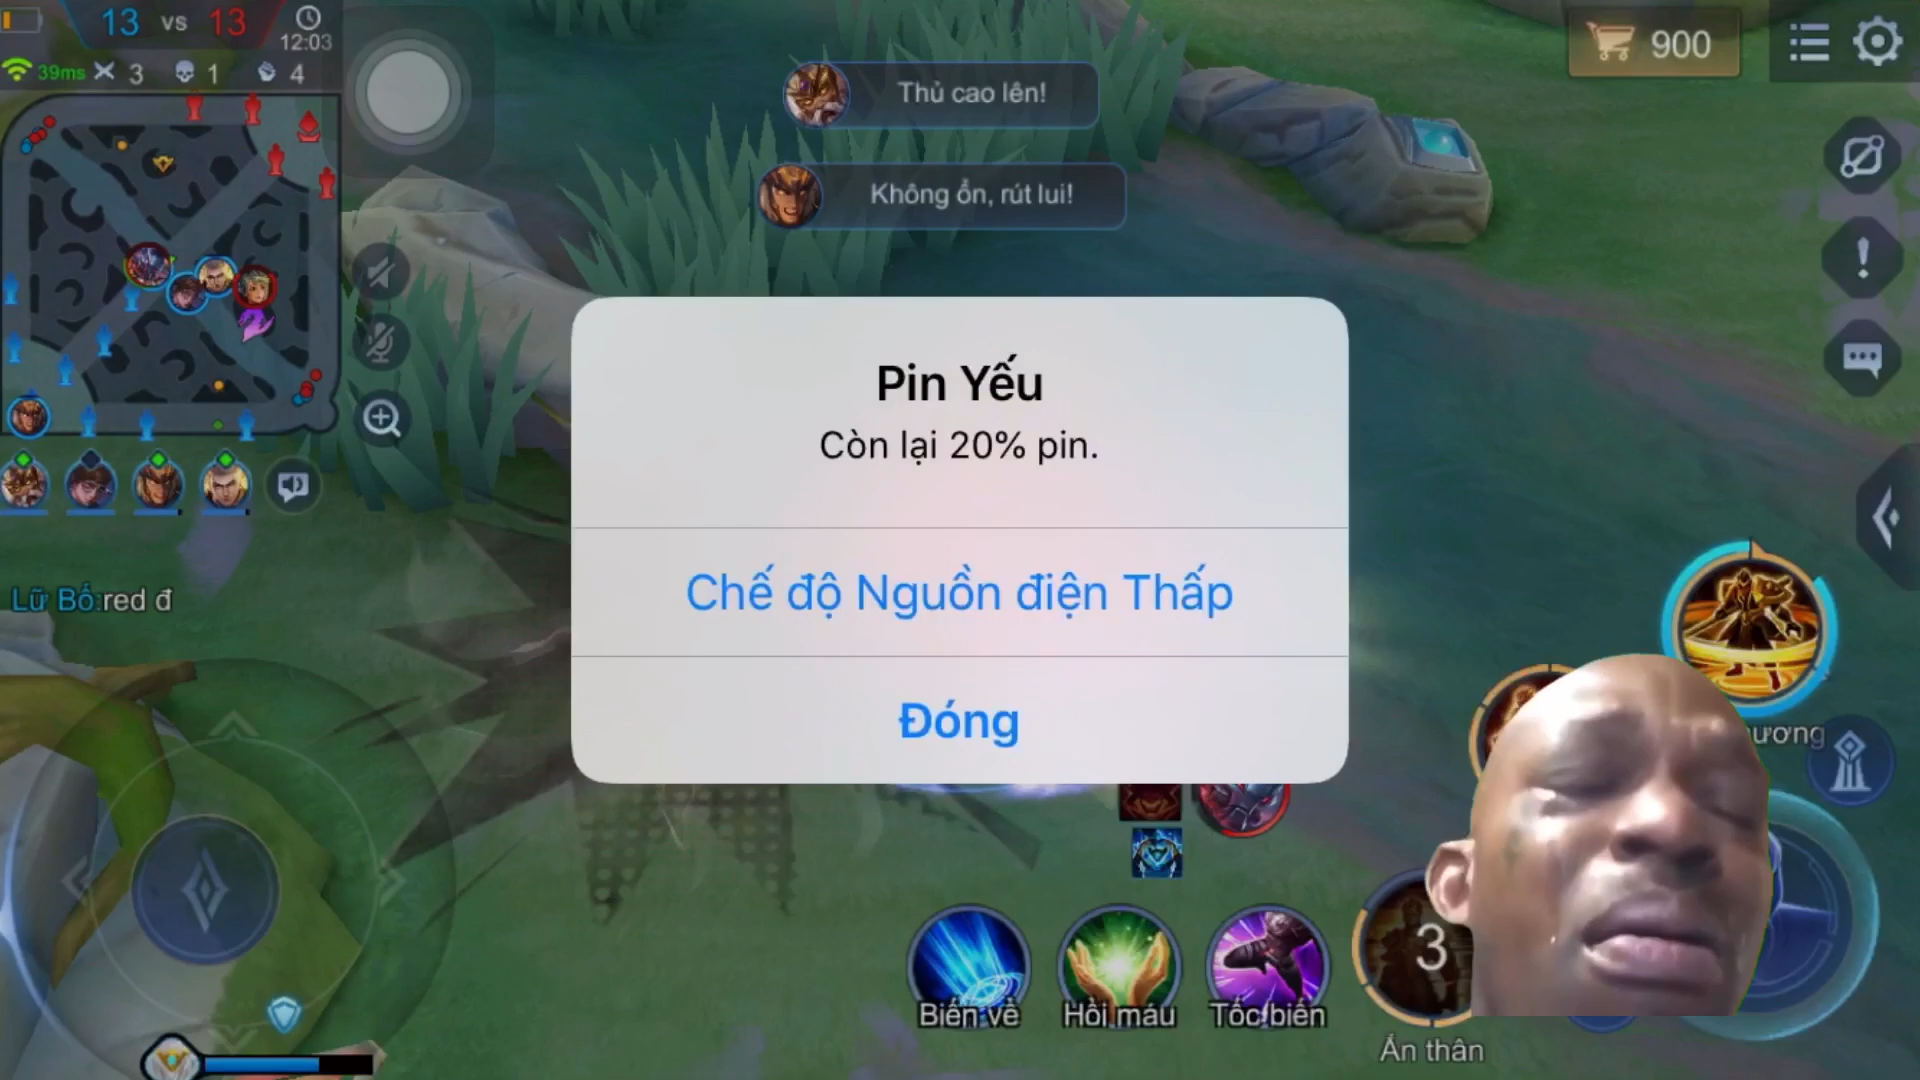 13 vs 13
12:03
39ms 3 1 4
900
Thủ cao lên!
Không ổn, rút lui!
Pin Yếu
Còn lại 20% pin.
Chế độ Nguồn điện Thấp
Đóng
Lữ Bố:red đ
ương
3
Biến về
Hồi máu
Tốc biến
Ẩn thân